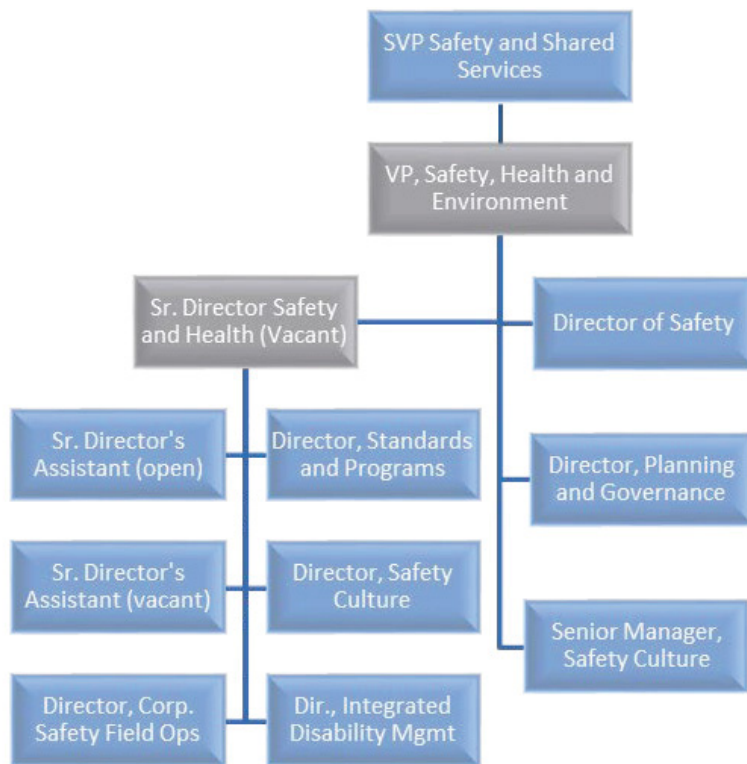 SVP Safety and Shared
Services
VP, Safety, Health and
Environment
Sr. Director Safety
and Health (Vacant)
Director of Safety
Sr. Director's
Assistant (open)
Director, Standards
and Programs
Director, Planning
and Governance
Sr. Director's
Assistant (vacant)
Director, Safety
Culture
Senior Manager,
Safety Culture
Director, Corp.
Safety Field Ops
Dir., Integrated
Disability Mgmt